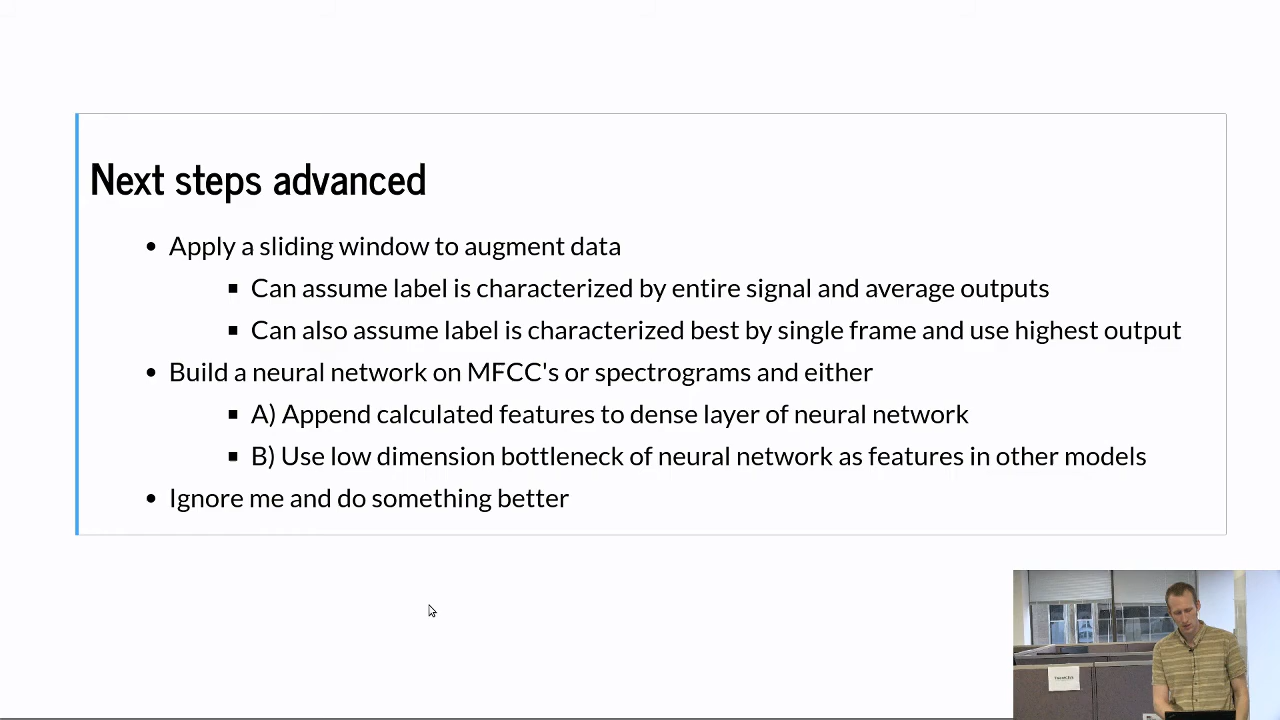 Next steps advanced
Apply a sliding window to augment data
Can assume label is characterized by entire signal and average outputs
Can also assume label is characterized best by single frame and use highest output
Build a neural network on MFCC's or spectrograms and either
A) Append calculated features to dense layer of neural network
B) Use low dimension bottleneck of neural network as features in other models
Ignore me and do something better